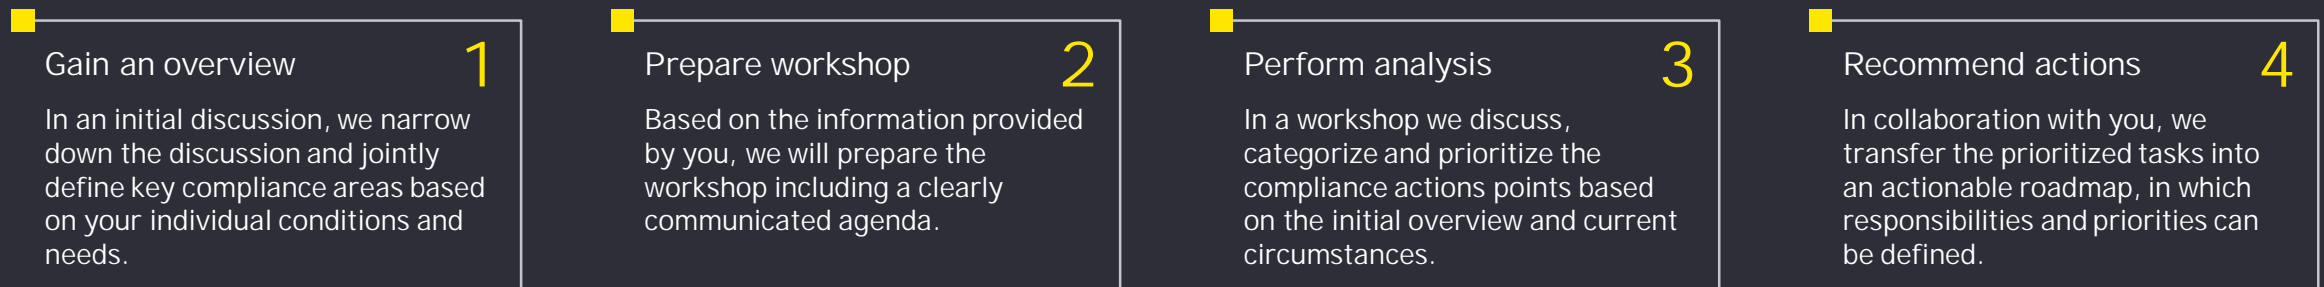 Gain an overview
1
In an initial discussion, we narrow
down the discussion and jointly
define key compliance areas based
on your individual conditions and
needs.
Prepare workshop
2
Based on the information provided
by you, we will prepare the
workshop including a clearly
communicated agenda.
Perform analysis
3
In a workshop we discuss,
categorize and prioritize the
compliance actions points based
on the initial overview and current
circumstances.
Recommend actions
4
In collaboration with you, we
transfer the prioritized tasks into
an actionable roadmap, in which
responsibilities and priorities can
be defined.